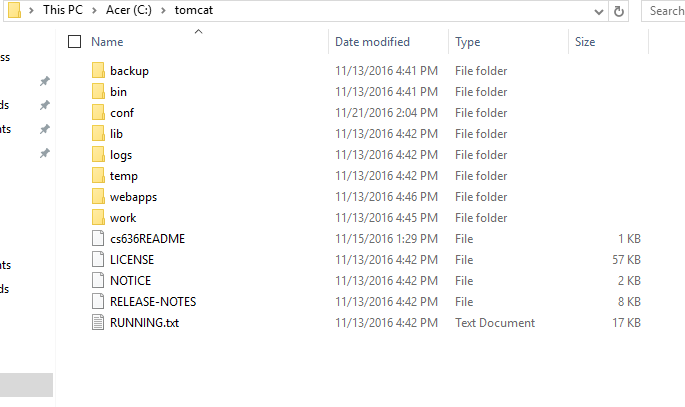 This PC > Acer (C:) > tomcat
Search
Name Date modified Type Size
ss
backup 11/13/2016 4:41 PM File folder
bin 11/13/2016 4:41 PM File folder
ds
conf 11/21/2016 2:04 PM File folder
nts
lib 11/13/2016 4:42 PM File folder
logs 11/13/2016 4:42 PM File folder
temp 11/13/2016 4:42 PM File folder
webapps 11/13/2016 4:46 PM File folder
work 11/13/2016 4:45 PM File folder
cs636README 11/15/2016 1:29 PM File 1 KB
nts
LICENSE 11/13/2016 4:42 PM File 57 KB
NOTICE 11/13/2016 4:42 PM File 2 KB
ds
RELEASE-NOTES 11/13/2016 4:42 PM File 8 KB
RUNNING.txt 11/13/2016 4:42 PM Text Document 17 KB